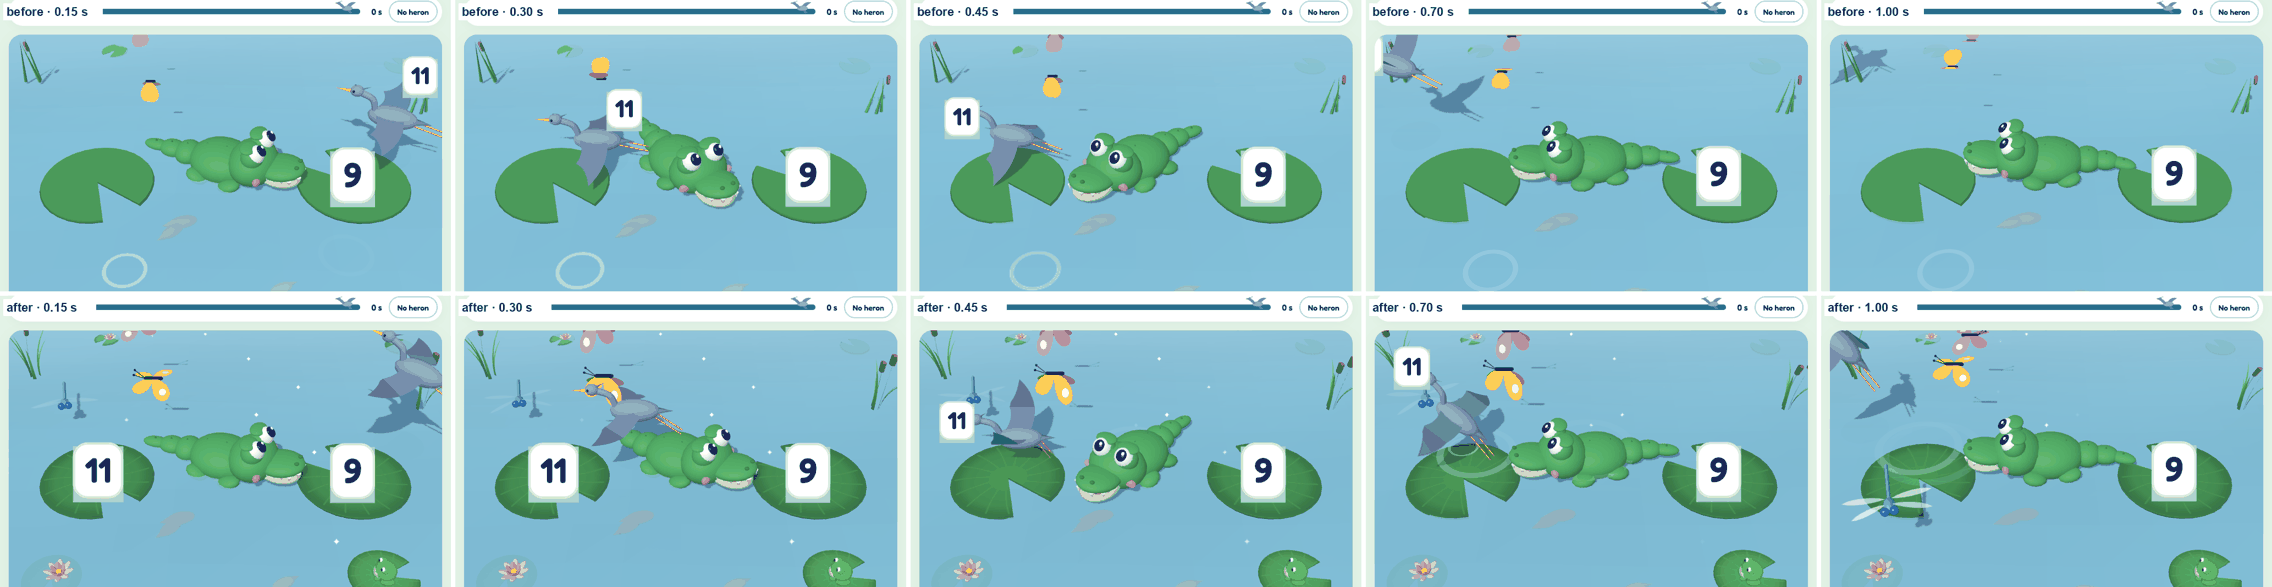 before · 0.15 s 0 s No heron
before · 0.30 s 0 s No heron
before · 0.45 s 0 s No heron
before · 0.70 s 0 s No heron
before · 1.00 s 0 s No heron
11
9
11
9
11
9
9
9
after · 0.15 s 0 s No heron
after · 0.30 s 0 s No heron
after · 0.45 s 0 s No heron
after · 0.70 s 0 s No heron
after · 1.00 s 0 s No heron
11
9
11
9
11
9
11
9
9